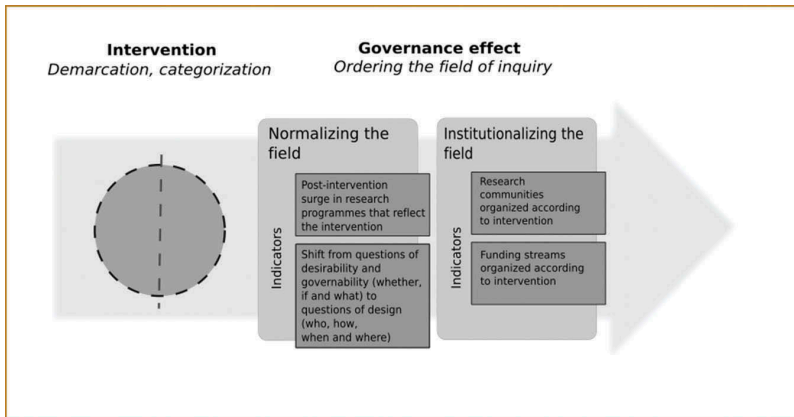 Intervention
Demarcation, categorization
Governance effect
Ordering the field of inquiry
Normalizing the
field
Indicators
Post-intervention
surge in research
programmes that reflect
the intervention
Shift from questions of
desirability and
governability (whether,
if and what) to
questions of design
(who, how,
when and where)
Institutionalizing the
field
Indicators
Research
communities
organized according
to intervention
Funding streams
organized according
to intervention